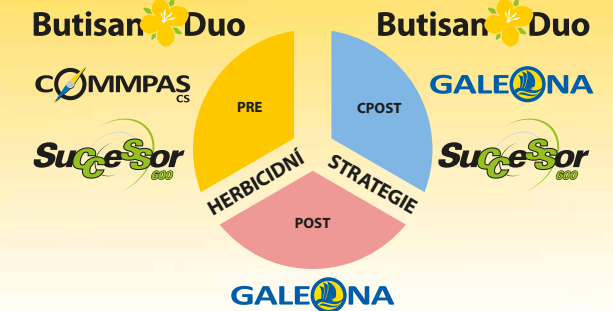 Butisan Duo
Butisan Duo
COMMPAS CS
GALEONA
PRE
CPOST
Successor 600
Successor 600
HERBICIDNÍ STRATEGIE
POST
GALEONA